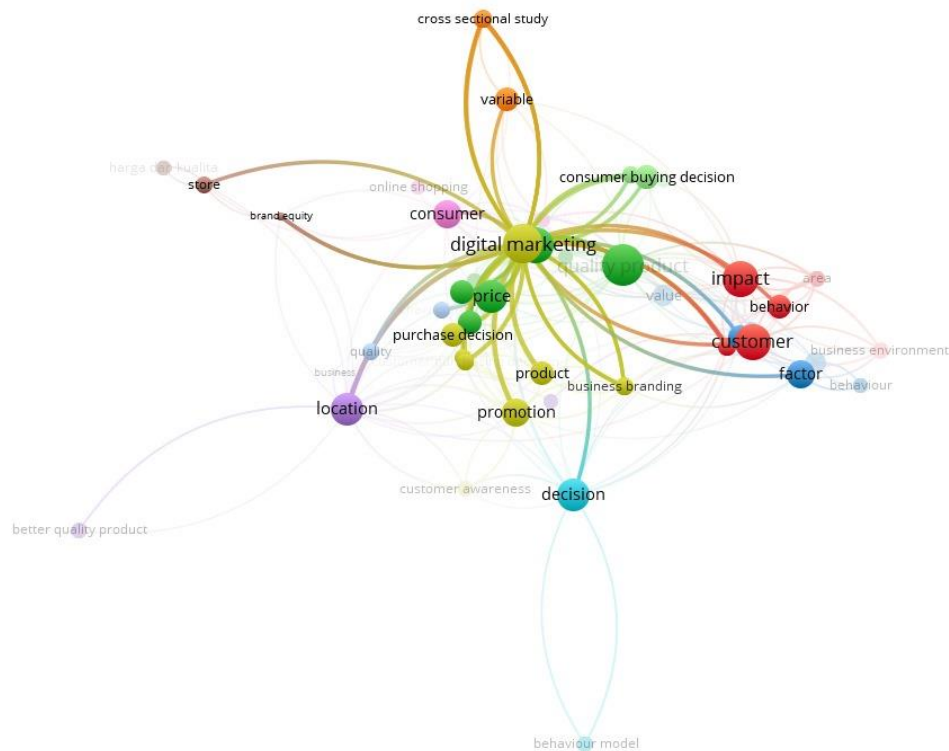 cross sectional study
variable
harga dan kualita
store
online shopping
consumer buying decision
consumer
brand equity
digital marketing
quality product
impact
area
price
value
behavior
purchase decision
customer
quality
business environment
business
product
factor
business branding
behaviour
location
promotion
customer awareness
decision
better quality product
behaviour model